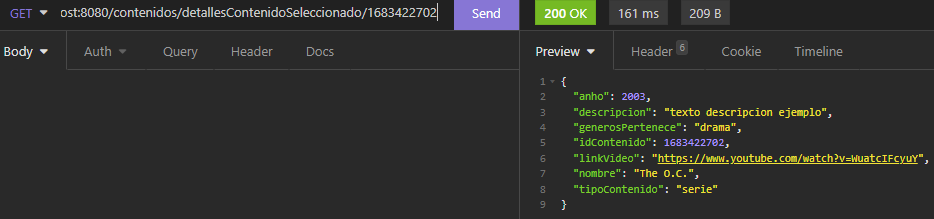 GET ost:8080/contenidos/detallesContenidoSeleccionado/1683422702 Send 200 OK 161 ms 209 B
Body Auth Query Header Docs Preview Header 6 Cookie Timeline
1 {
2 "anho": 2003,
3 "descripcion": "texto descripcion ejemplo",
4 "generosPertenece": "drama",
5 "idContenido": 1683422702,
6 "linkVideo": "https://www.youtube.com/watch?v=WuatcIFcyuY",
7 "nombre": "The O.C.",
8 "tipoContenido": "serie"
9 }